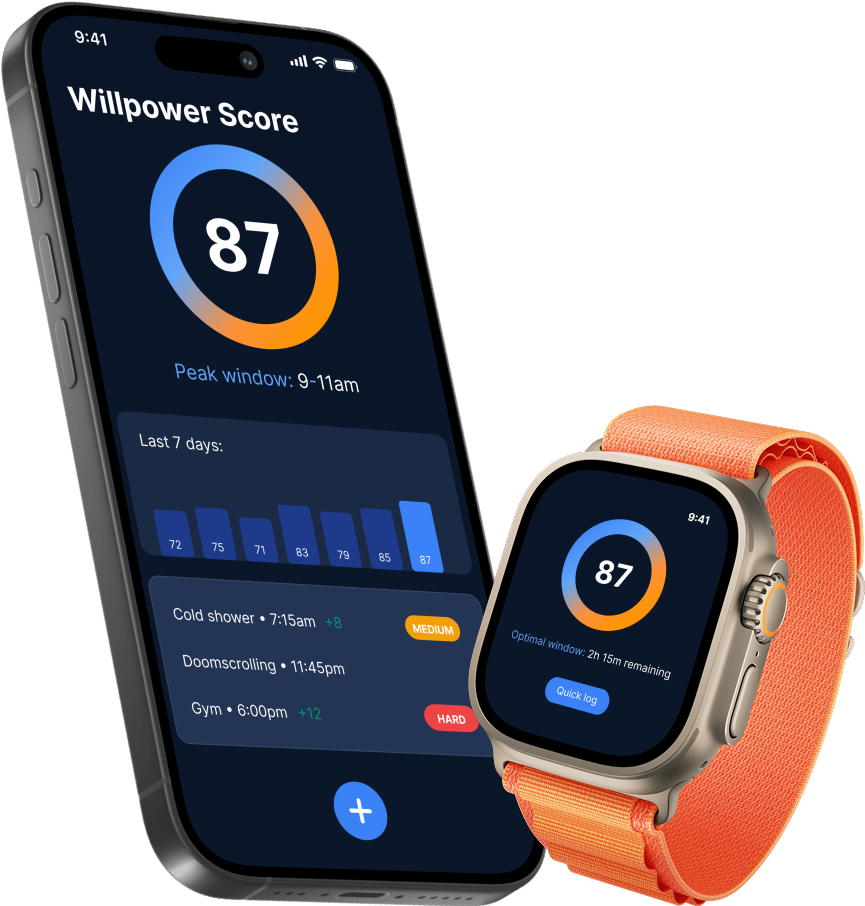 9:41
Willpower Score
87
Peak window: 9-11am
Last 7 days:
72 75 71 83 79 85 87
Cold shower • 7:15am +8 MEDIUM
Doomscrolling • 11:45pm
Gym • 6:00pm +12 HARD
9:41
87
Optimal window: 2h 15m remaining
Quick log